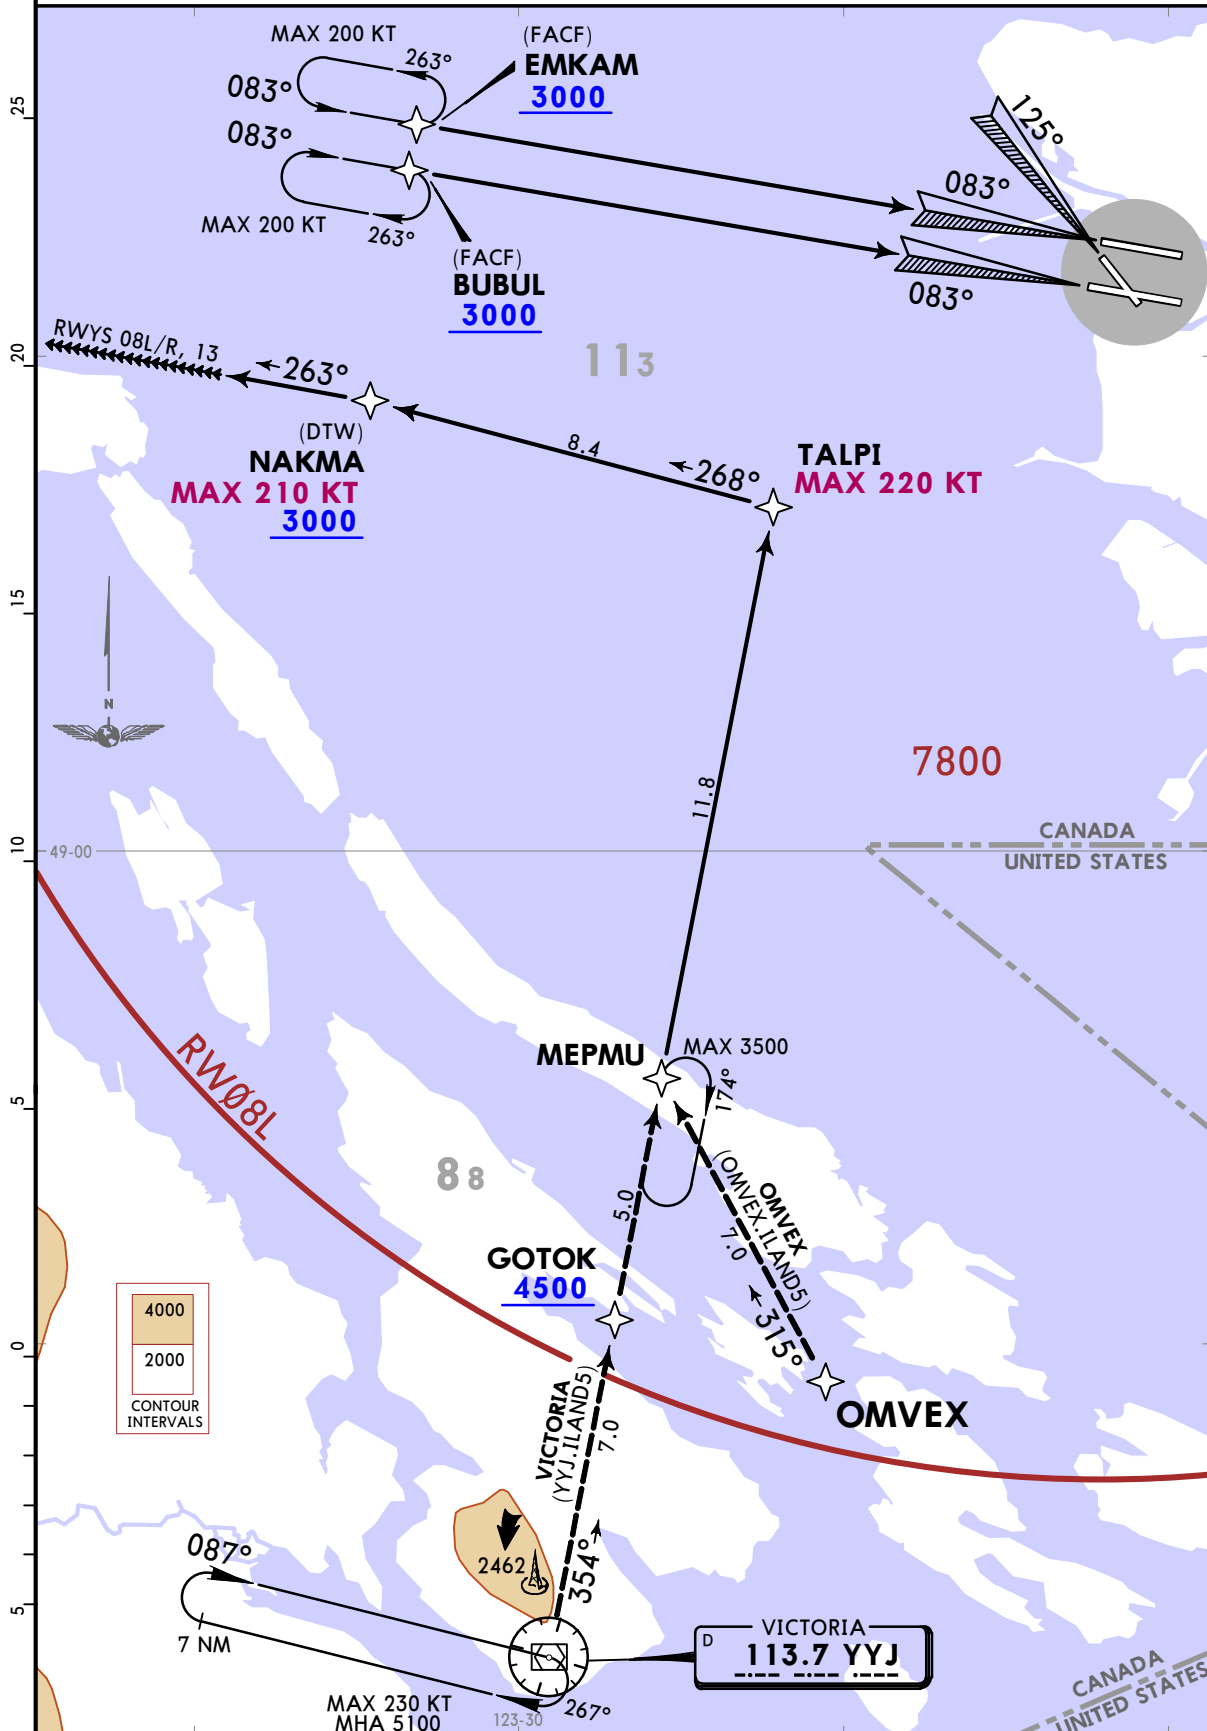 MAX 200 KT
263°
083°
(FACF)
EMKAM
3000
083°
MAX 200 KT
263°
(FACF)
BUBUL
3000
125°
083°
083°
25
20
15
10
5
0
5
RWYS 08L/R, 13
263°
(DTW)
NAKMA
MAX 210 KT
3000
113
8.4
268°
TALPI
MAX 220 KT
N
11.8
7800
49-00
CANADA
UNITED STATES
RWØ8L
MEPMU
MAX 3500
174°
88
5.0
GOTOK
4500
OMVEX
(OMVEX.ILAND5)
7.0
315°
OMVEX
4000
2000
CONTOUR
INTERVALS
VICTORIA
(YYJ.ILAND5)
7.0
354°
2462
087°
7 NM
MAX 230 KT
MHA 5100
267°
123-30
VICTORIA
D
113.7 YYJ
CANADA
UNITED STATES